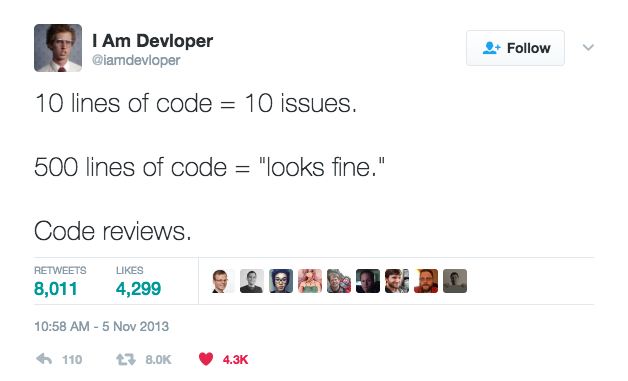 I Am Devloper
@iamdevloper
Follow
10 lines of code = 10 issues.
500 lines of code = "looks fine."
Code reviews.
RETWEETS LIKES
8,011 4,299
10:58 AM - 5 Nov 2013
110 8.0K 4.3K